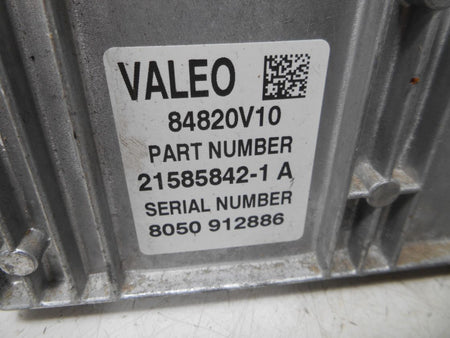 VALEO
84820V10
PART NUMBER
21585842-1 A
SERIAL NUMBER
8050 912886